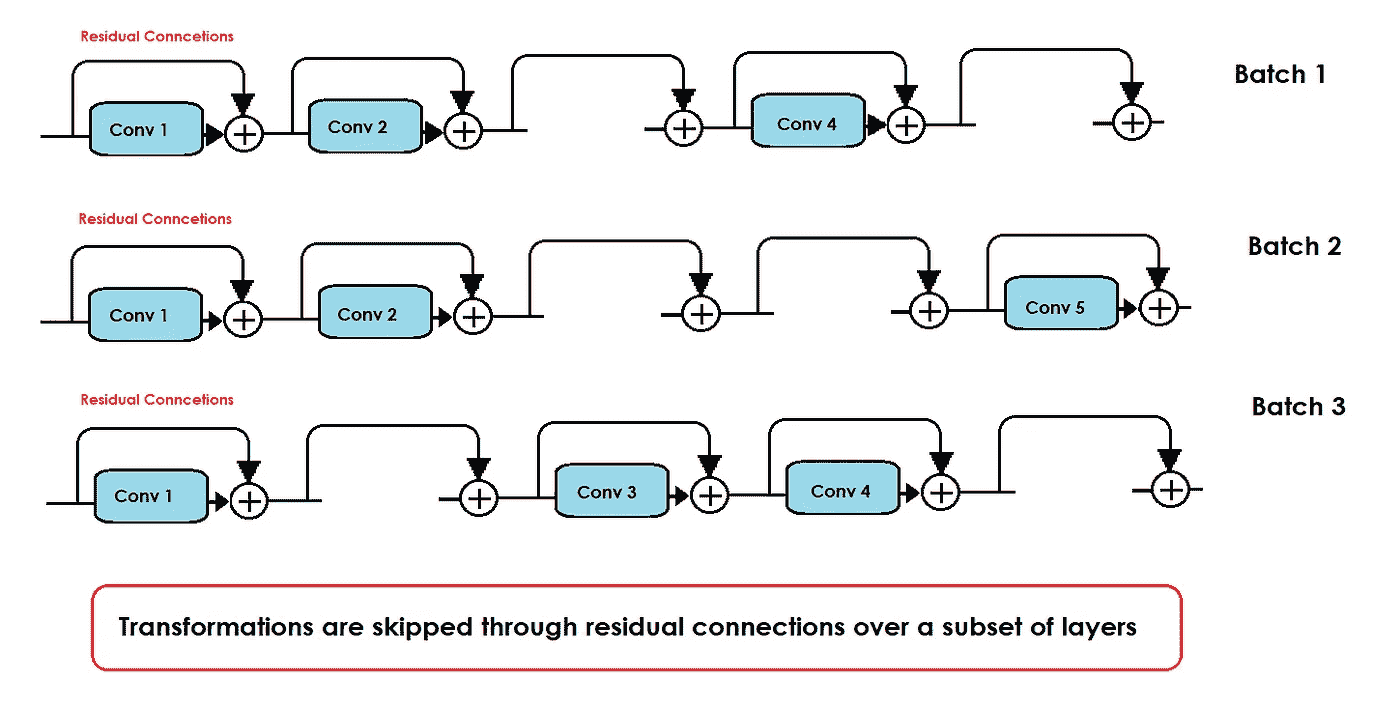 Residual Conncetions
Batch 1
Conv 1
Conv 2
Conv 4
Residual Conncetions
Batch 2
Conv 1
Conv 2
Conv 5
Residual Conncetions
Batch 3
Conv 1
Conv 3
Conv 4
Transformations are skipped through residual connections over a subset of layers